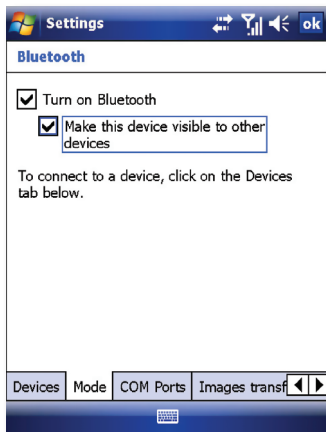 Settings ok
Bluetooth
Turn on Bluetooth
Make this device visible to other
devices
To connect to a device, click on the Devices
tab below.
Devices Mode COM Ports Images transf